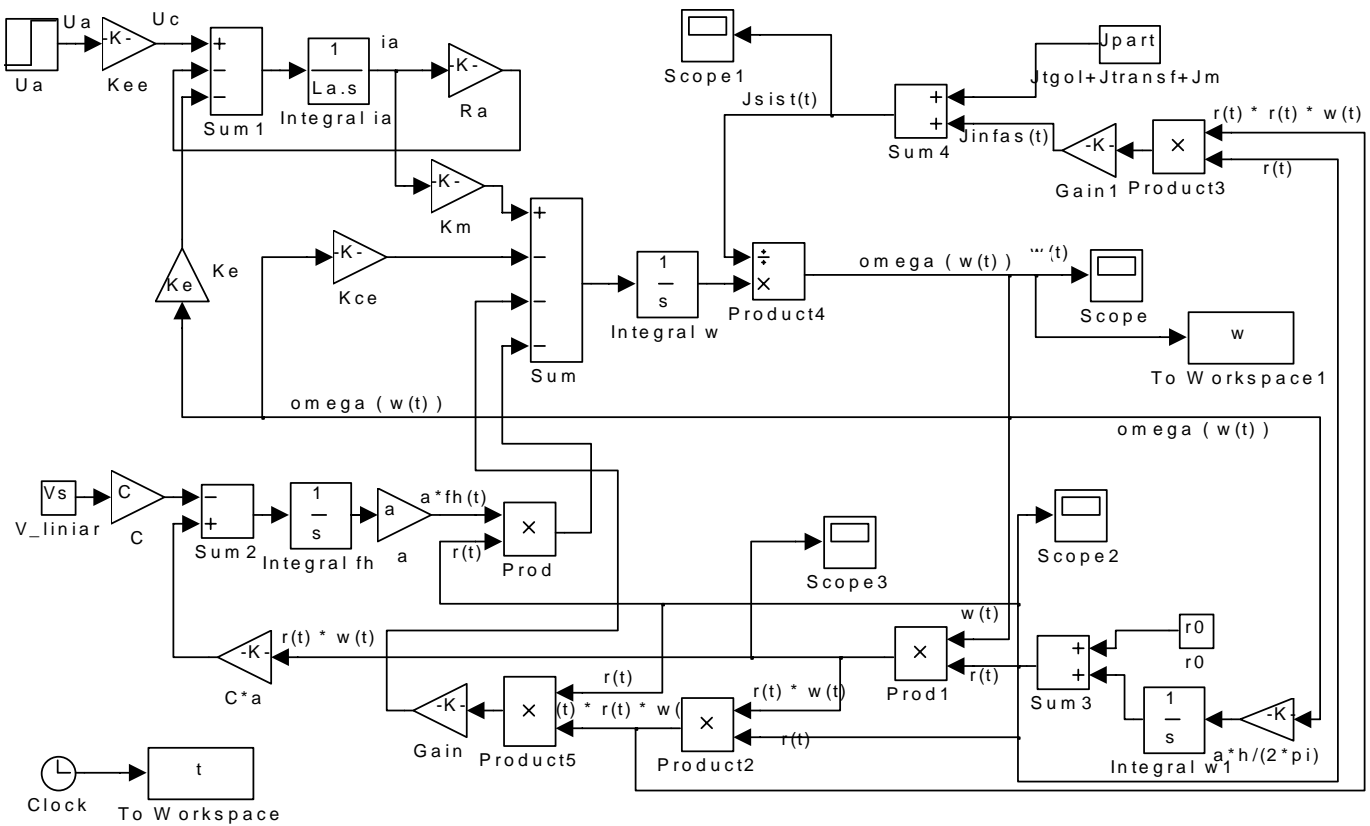 Ua
Ua
-K-
Kee
Uc
+
−
−
Sum1
1
La.s
Integral ia
ia
-K-
Ra
Scope1
Jsist(t)
Jpart
Jtgol+Jtransf+Jm
+
+
Sum4
Jinfas(t)
-K-
Gain1
×
Product3
r(t) * r(t) * w(t)
r(t)
-K-
Km
Ke
Ke
-K-
Kce
+
−
−
−
Sum
1
s
Integral w
÷
×
Product4
omega ( w(t) )
w(t)
Scope
w
To Workspace1
omega ( w(t) )
omega ( w(t) )
Vs
V_liniar
C
C
−
+
Sum2
1
s
Integral fh
a
a
a*fh(t)
r(t)
×
Prod
Scope3
Scope2
-K-
C*a
r(t) * w(t)
w(t)
r(t)
×
Prod1
+
+
Sum3
r0
r0
1
s
Integral w1
-K-
a*h/(2*pi)
-K-
Gain
r(t)
(t) * r(t) * w(
×
Product5
r(t) * w(t)
r(t)
×
Product2
Clock
t
To Workspace